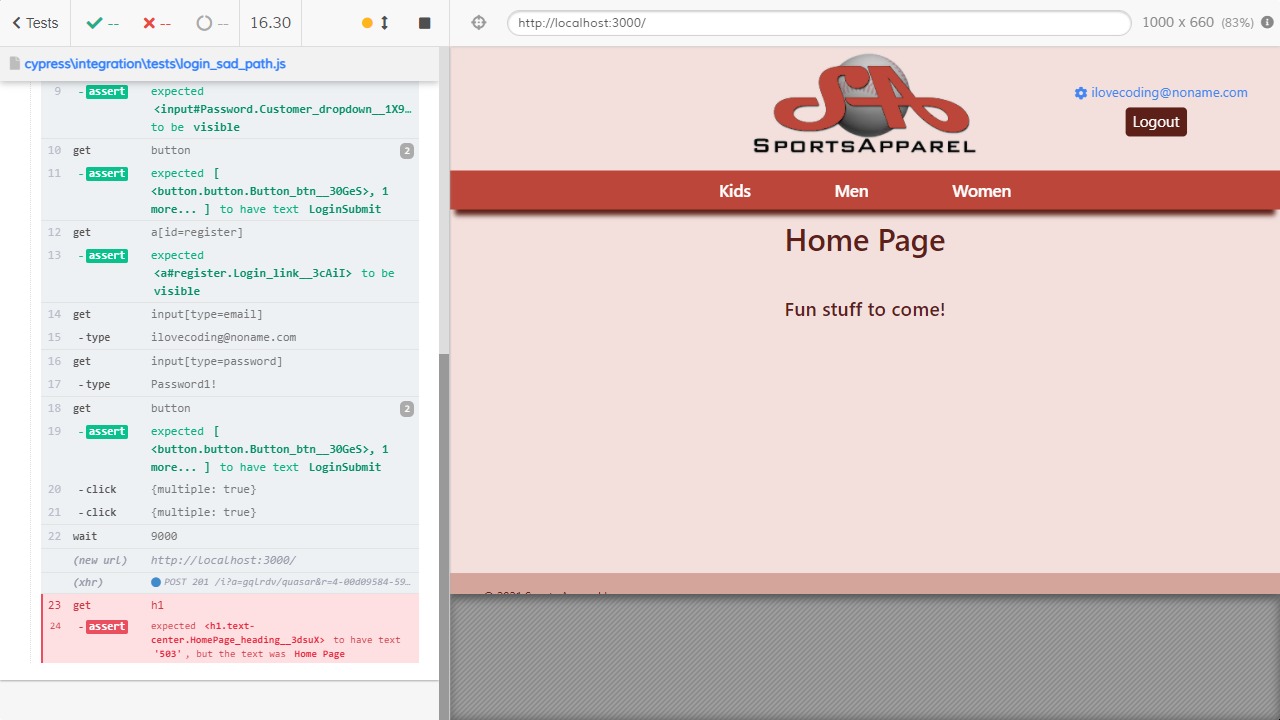 Tests
--
--
--
16.30
http://localhost:3000/
1000 x 660 (83%)
cypress\integration\tests\login_sad_path.js
9 - assert expected
<input#Password.Customer_dropdown__1X9…
to be visible
10 get button 2
11 - assert expected [
<button.button.Button_btn__30GeS>, 1
more... ] to have text LoginSubmit
12 get a[id=register]
13 - assert expected
<a#register.Login_link__3cAiI> to be
visible
14 get input[type=email]
15 - type ilovecoding@noname.com
16 get input[type=password]
17 - type Password1!
18 get button 2
19 - assert expected [
<button.button.Button_btn__30GeS>, 1
more... ] to have text LoginSubmit
20 - click {multiple: true}
21 - click {multiple: true}
22 wait 9000
(new url) http://localhost:3000/
(xhr) POST 201 /i?a=gqlrdv/quasar&r=4-00d09584-59…
23 get h1
24 - assert expected <h1.text-
center.HomePage_heading__3dsuX> to have text
'503', but the text was Home Page
SA
SPORTSAPPAREL
ilovecoding@noname.com
Logout
Kids Men Women
Home Page
Fun stuff to come!